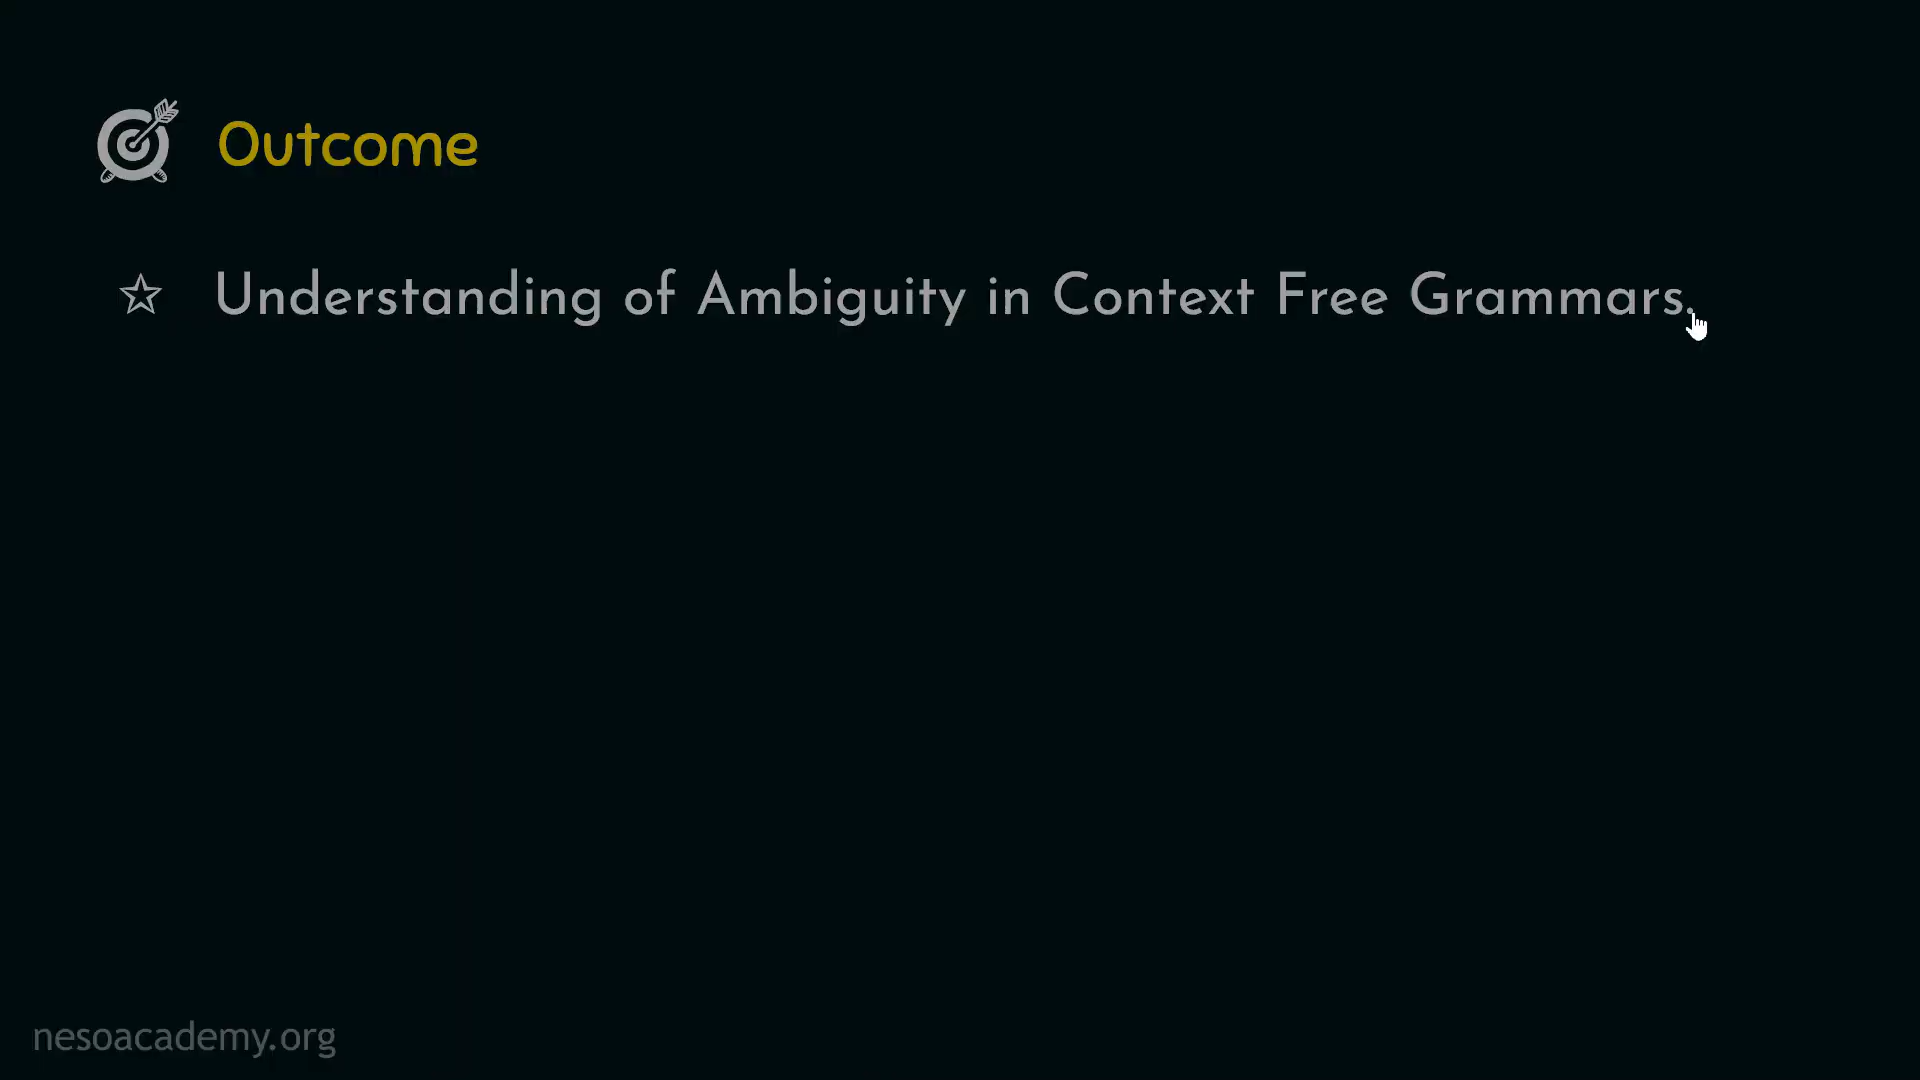 Outcome
Understanding of Ambiguity in Context Free Grammars.
nesoacademy.org